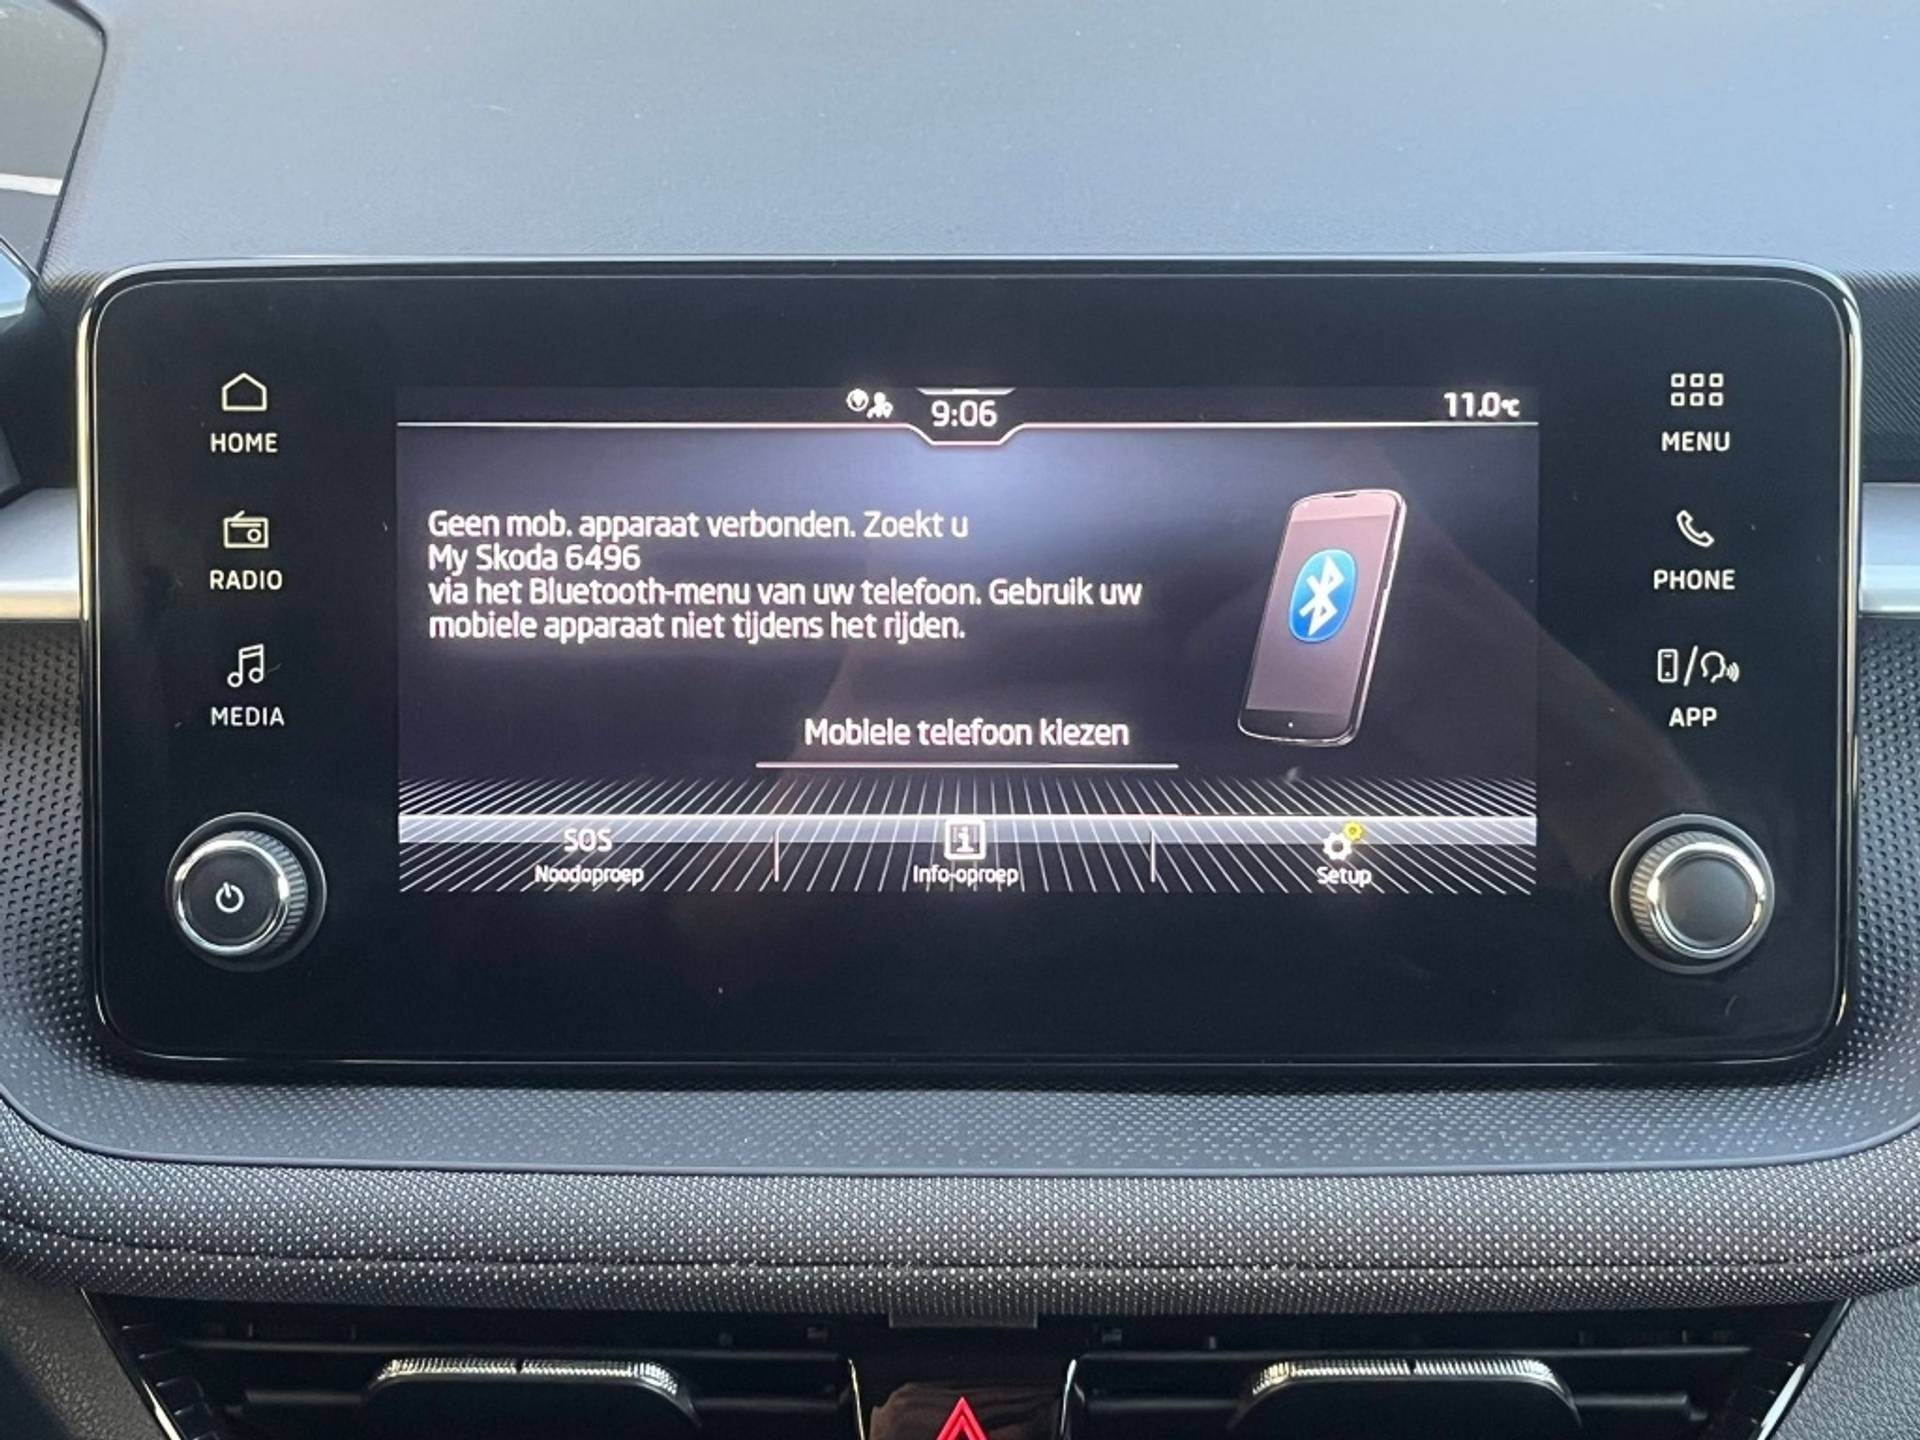 HOME
RADIO
MEDIA
9:06
11.0°C
Geen mob. apparaat verbonden. Zoekt u
My Skoda 6496
via het Bluetooth-menu van uw telefoon. Gebruik uw
mobiele apparaat niet tijdens het rijden.
Mobiele telefoon kiezen
SOS
Noodoproep
i
Info-oproep
Setup
MENU
PHONE
APP